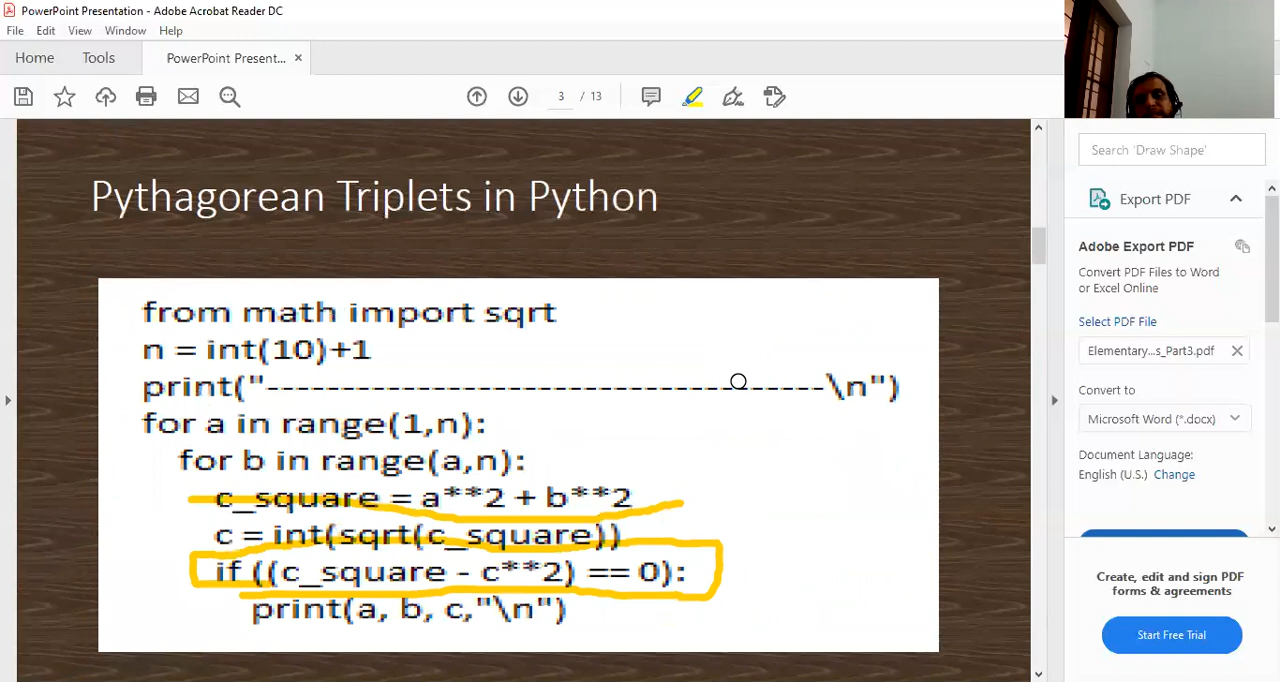 PowerPoint Presentation - Adobe Acrobat Reader DC
File Edit View Window Help
Home Tools PowerPoint Present... ×
3 / 13
Search 'Draw Shape'
Export PDF
Adobe Export PDF
Convert PDF Files to Word
or Excel Online
Select PDF File
Elementary...s_Part3.pdf
Convert to
Microsoft Word (*.docx)
Document Language:
English (U.S.) Change
Create, edit and sign PDF
forms & agreements
Start Free Trial
Pythagorean Triplets in Python
from math import sqrt
n = int(10)+1
print("--------------------------------------\n")
for a in range(1,n):
for b in range(a,n):
c_square = a**2 + b**2
c = int(sqrt(c_square))
if ((c_square - c**2) == 0):
print(a, b, c,"\n")